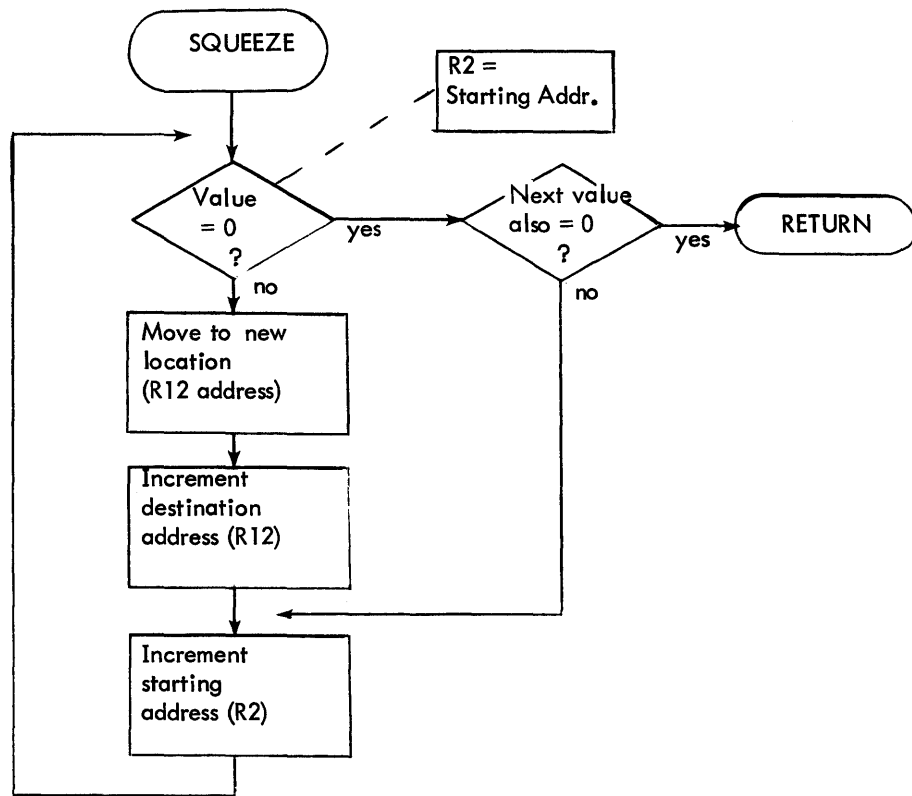 SQUEEZE
R2 =
Starting Addr.
Value
= 0
?
yes
Next value
also = 0
?
yes
RETURN
no
no
Move to new
location
(R12 address)
Increment
destination
address (R12)
Increment
starting
address (R2)